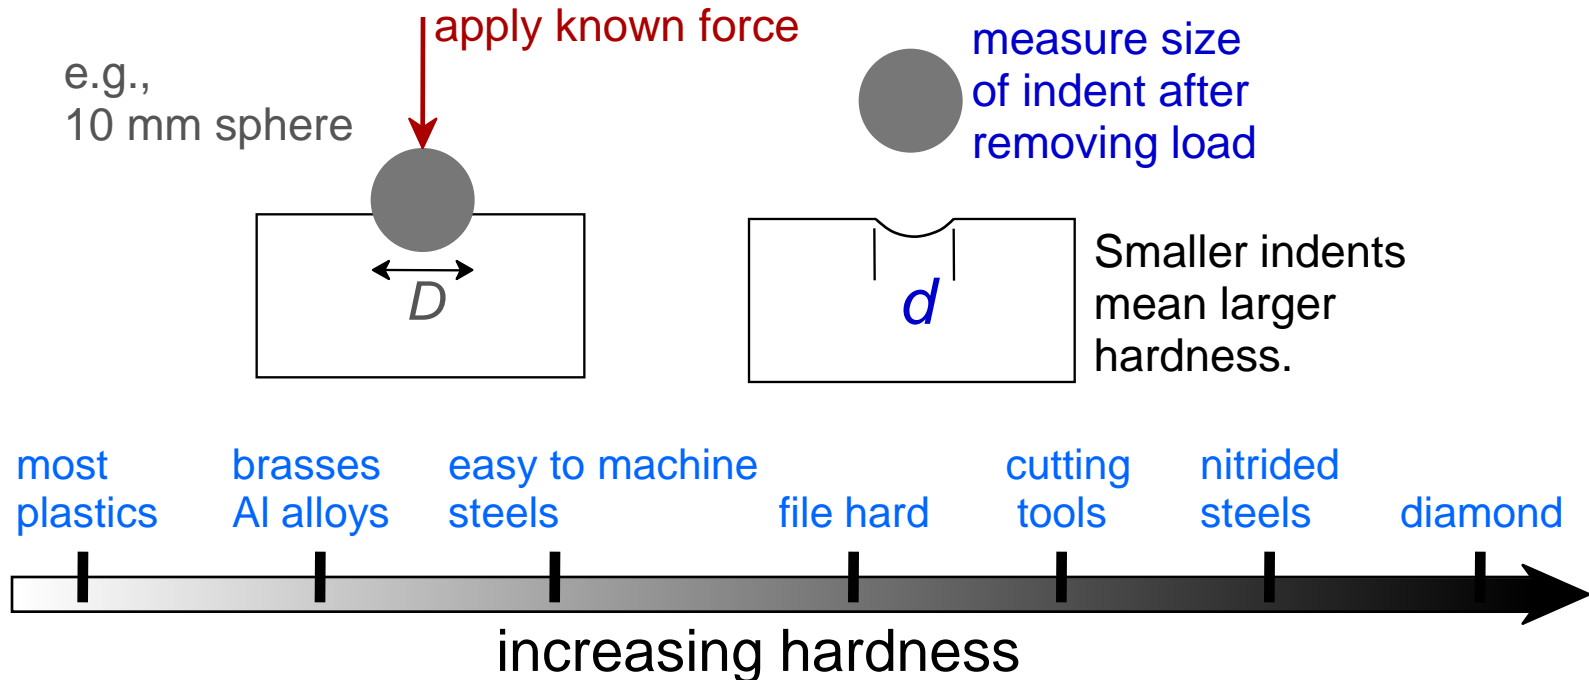 apply known force
e.g.,
10 mm sphere
D
measure size
of indent after
removing load
d
Smaller indents
mean larger
hardness.
most
plastics
brasses
Al alloys
easy to machine
steels
file hard
cutting
tools
nitrided
steels
diamond
increasing hardness